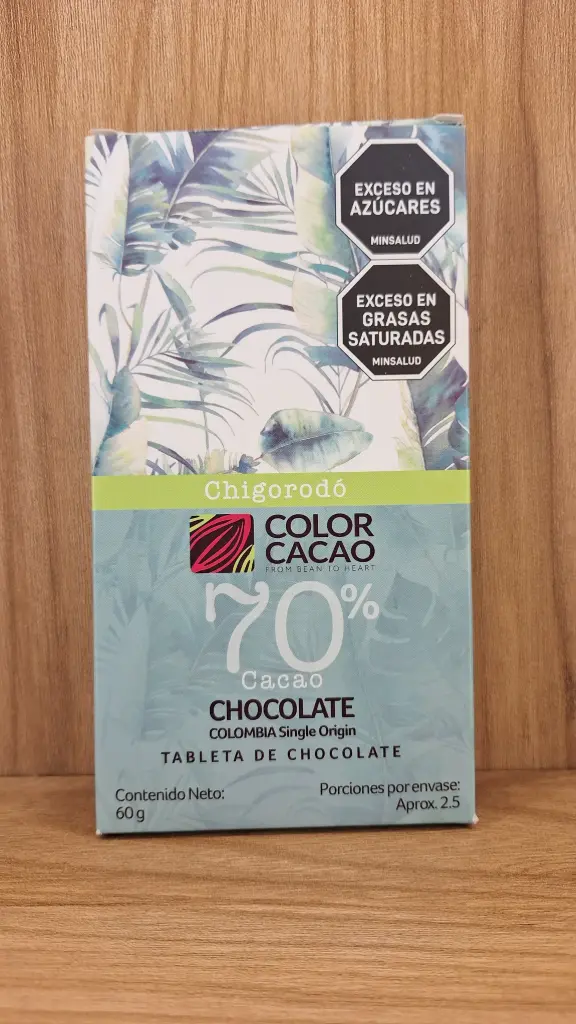 EXCESO EN
AZÚCARES
MINSALUD
EXCESO EN
GRASAS
SATURADAS
MINSALUD
Chigorodó
COLOR
CACAO
FROM BEAN TO HEART
70%
Cacao
CHOCOLATE
COLOMBIA Single Origin
TABLETA DE CHOCOLATE
Contenido Neto:
60 g
Porciones por envase:
Aprox. 2.5